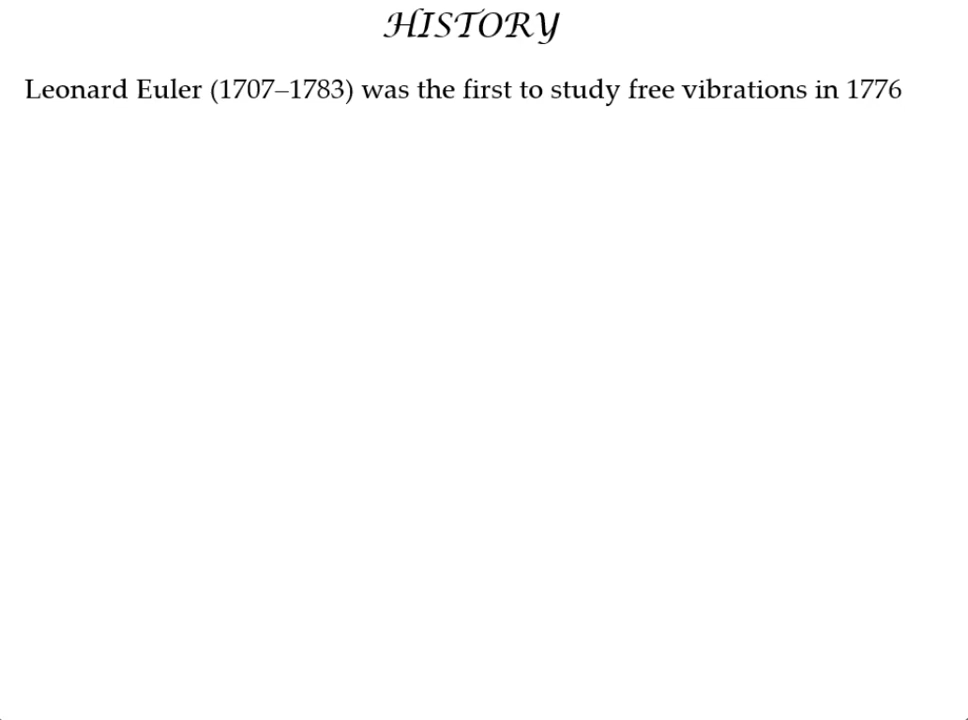 HISTORY
Leonard Euler (1707–1783) was the first to study free vibrations in 1776